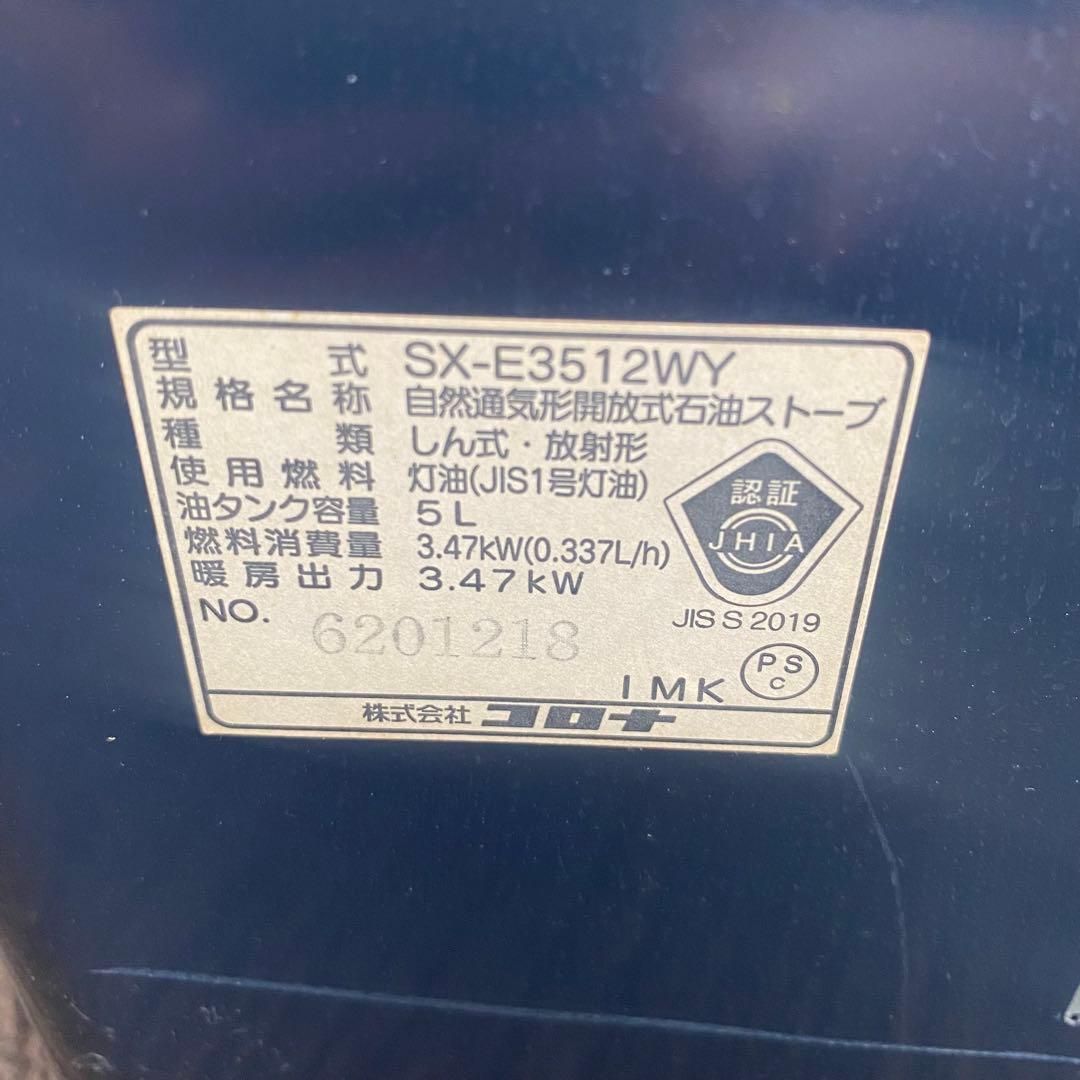 型式 SX-E3512WY
規格名称 自然通気形開放式石油ストーブ
種類 しん式・放射形
使用燃料 灯油(JIS1号灯油)
油タンク容量 5L
燃料消費量 3.47kW(0.337L/h)
暖房出力 3.47kW
NO. 6201218
認証
JHIA
JIS S 2019
PS
C
IMK
株式会社 コロナ